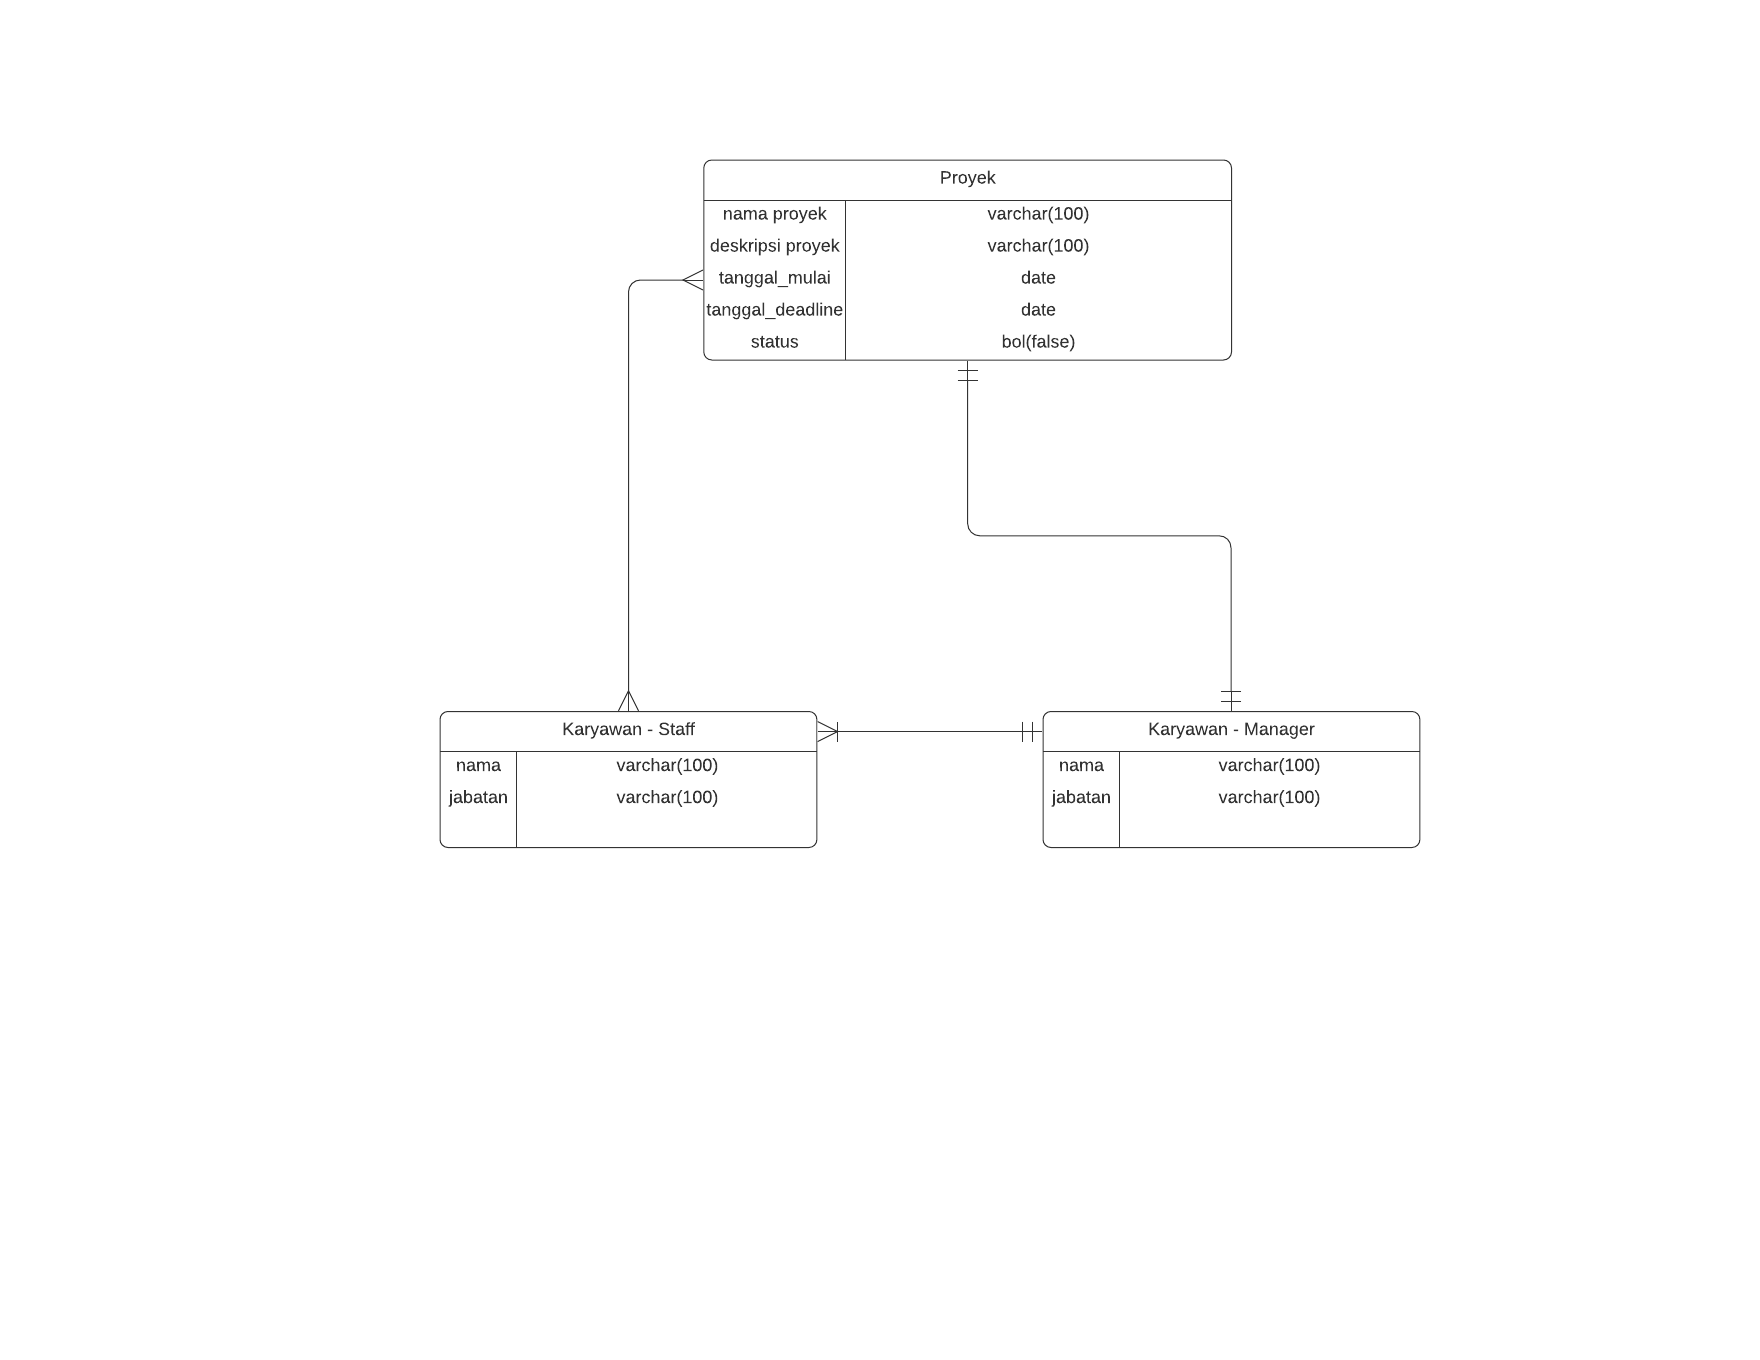 Proyek
nama proyek varchar(100)
deskripsi proyek varchar(100)
tanggal_mulai date
tanggal_deadline date
status bol(false)
Karyawan - Staff
nama varchar(100)
jabatan varchar(100)
Karyawan - Manager
nama varchar(100)
jabatan varchar(100)